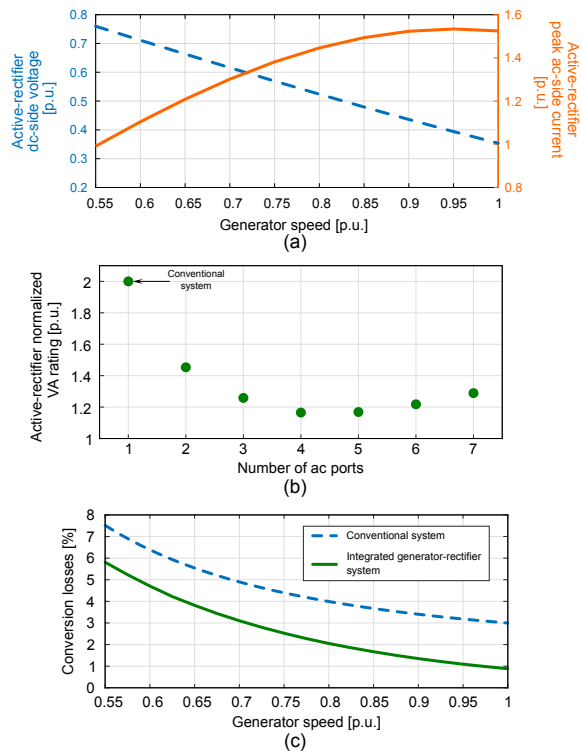 Active-rectifier
dc-side voltage
[p.u.]
0.8
0.7
0.6
0.5
0.4
0.3
0.2
1.6
1.4
1.2
1
0.8
Active-rectifier
peak ac-side current
[p.u.]
0.55 0.6 0.65 0.7 0.75 0.8 0.85 0.9 0.95 1
Generator speed [p.u.]
(a)
Active-rectifier normalized
VA rating [p.u.]
2
1.8
1.6
1.4
1.2
1
Conventional
system
1 2 3 4 5 6 7
Number of ac ports
(b)
Conversion losses [%]
8
7
6
5
4
3
2
1
0
Conventional system
Integrated generator-rectifier
system
0.55 0.6 0.65 0.7 0.75 0.8 0.85 0.9 0.95 1
Generator speed [p.u.]
(c)